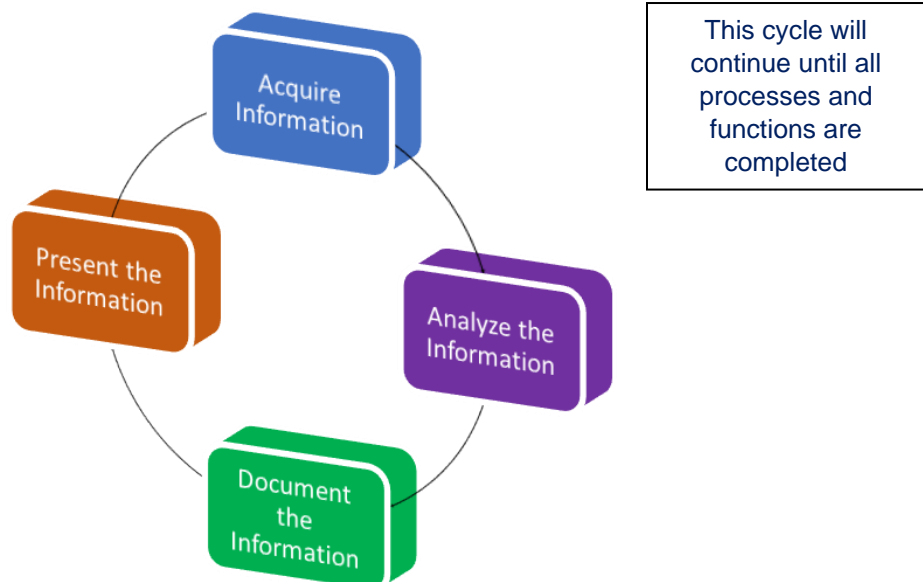 Acquire
Information
This cycle will
continue until all
processes and
functions are
completed
Analyze the
Information
Document
the
Information
Present the
Information